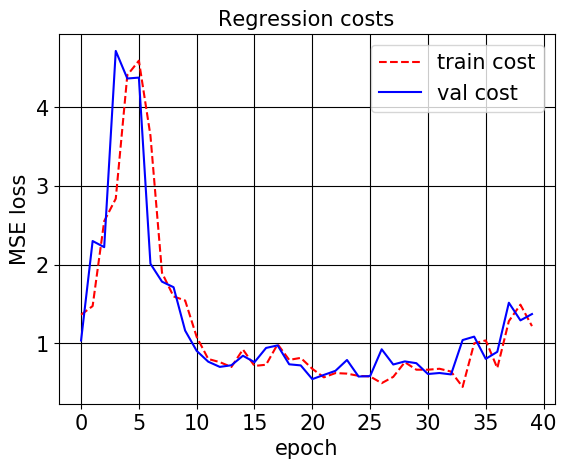 Regression costs
train cost
val cost
MSE loss
4
3
2
1
0 5 10 15 20 25 30 35 40
epoch